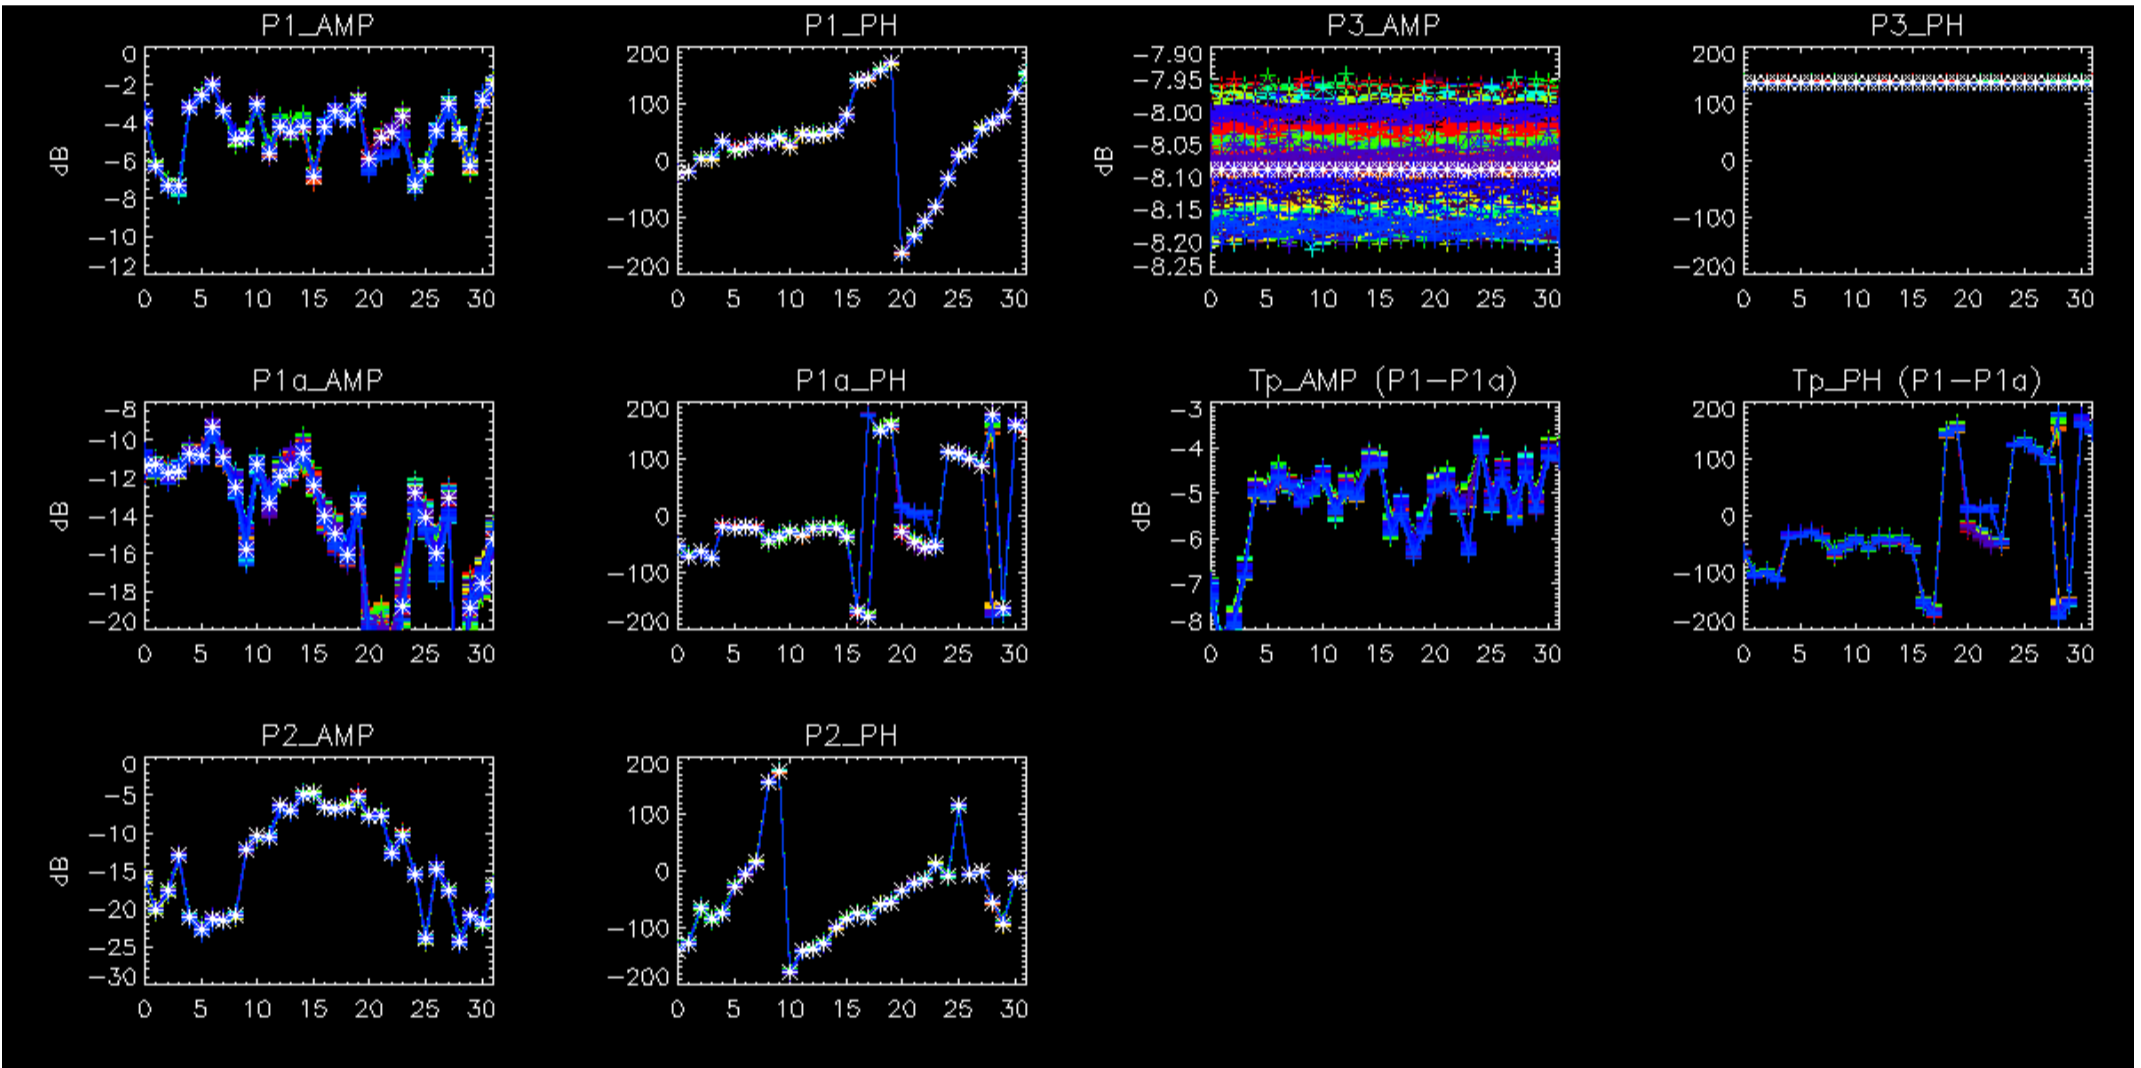 P1_AMP P1_PH P3_AMP P3_PH
0 -2 -4 -6 -8 -10 -12
dB
200 100 0 -100 -200
-7.90 -7.95 -8.00 -8.05 -8.10 -8.15 -8.20 -8.25
dB
200 100 0 -100 -200
0 5 10 15 20 25 30 0 5 10 15 20 25 30 0 5 10 15 20 25 30 0 5 10 15 20 25 30
P1a_AMP P1a_PH Tp_AMP (P1-P1a) Tp_PH (P1-P1a)
-8 -10 -12 -14 -16 -18 -20
dB
200 100 0 -100 -200
-3 -4 -5 -6 -7 -8
dB
200 100 0 -100 -200
0 5 10 15 20 25 30 0 5 10 15 20 25 30 0 5 10 15 20 25 30 0 5 10 15 20 25 30
P2_AMP P2_PH
0 -5 -10 -15 -20 -25 -30
dB
200 100 0 -100 -200
0 5 10 15 20 25 30 0 5 10 15 20 25 30